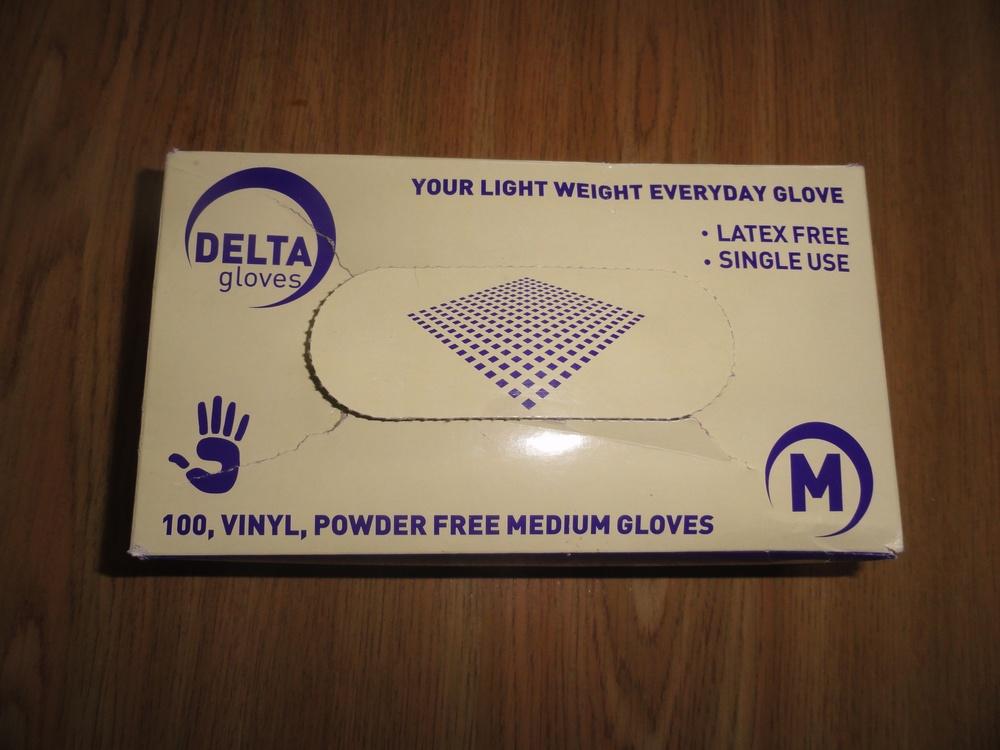 DELTA
gloves
YOUR LIGHT WEIGHT EVERYDAY GLOVE
• LATEX FREE
• SINGLE USE
M
100, VINYL, POWDER FREE MEDIUM GLOVES